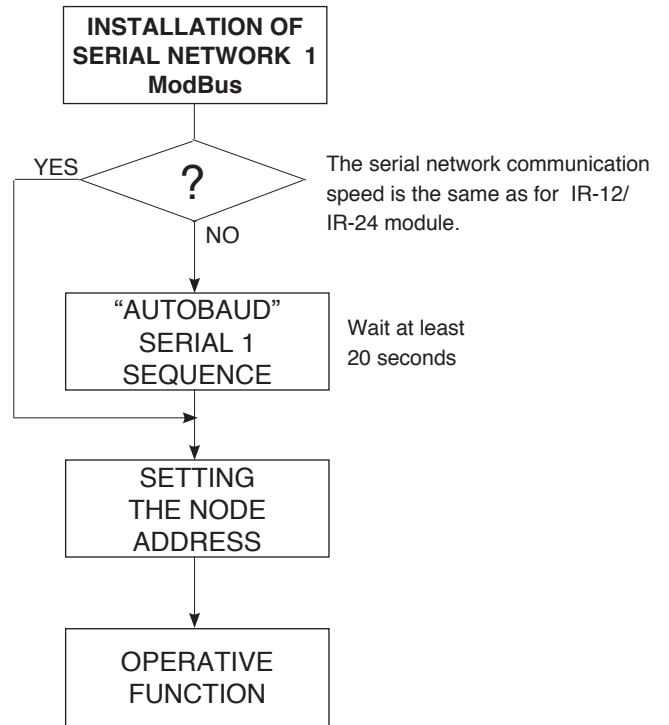 INSTALLATION OF
SERIAL NETWORK 1
ModBus
YES
?
The serial network communication
speed is the same as for IR-12/
IR-24 module.
NO
“AUTOBAUD”
SERIAL 1
SEQUENCE
Wait at least
20 seconds
SETTING
THE NODE
ADDRESS
OPERATIVE
FUNCTION